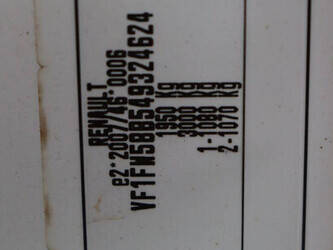 RENAULT
e2*2007/46*0006
VF1FW5BB549324624
1950 Kg
3000 Kg
1-1080 Kg
2-1070 Kg